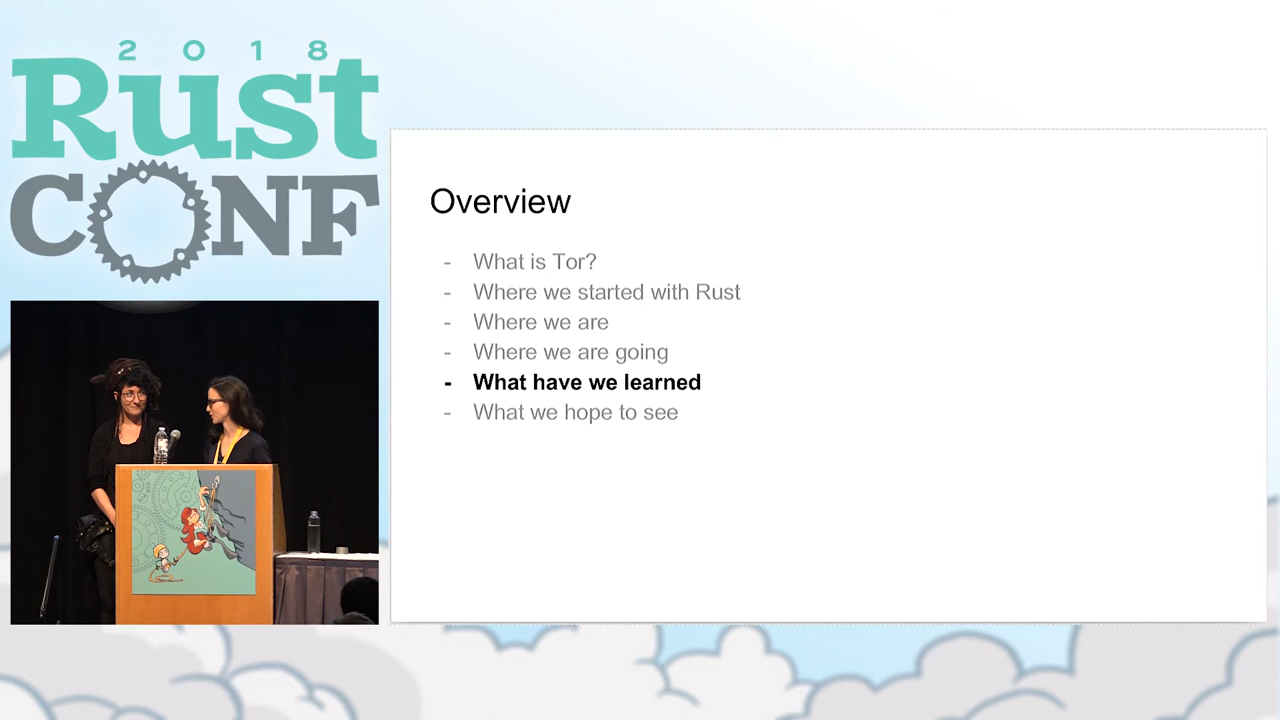 2018
Rust
CONF
Overview
- What is Tor?
- Where we started with Rust
- Where we are
- Where we are going
- What have we learned
- What we hope to see